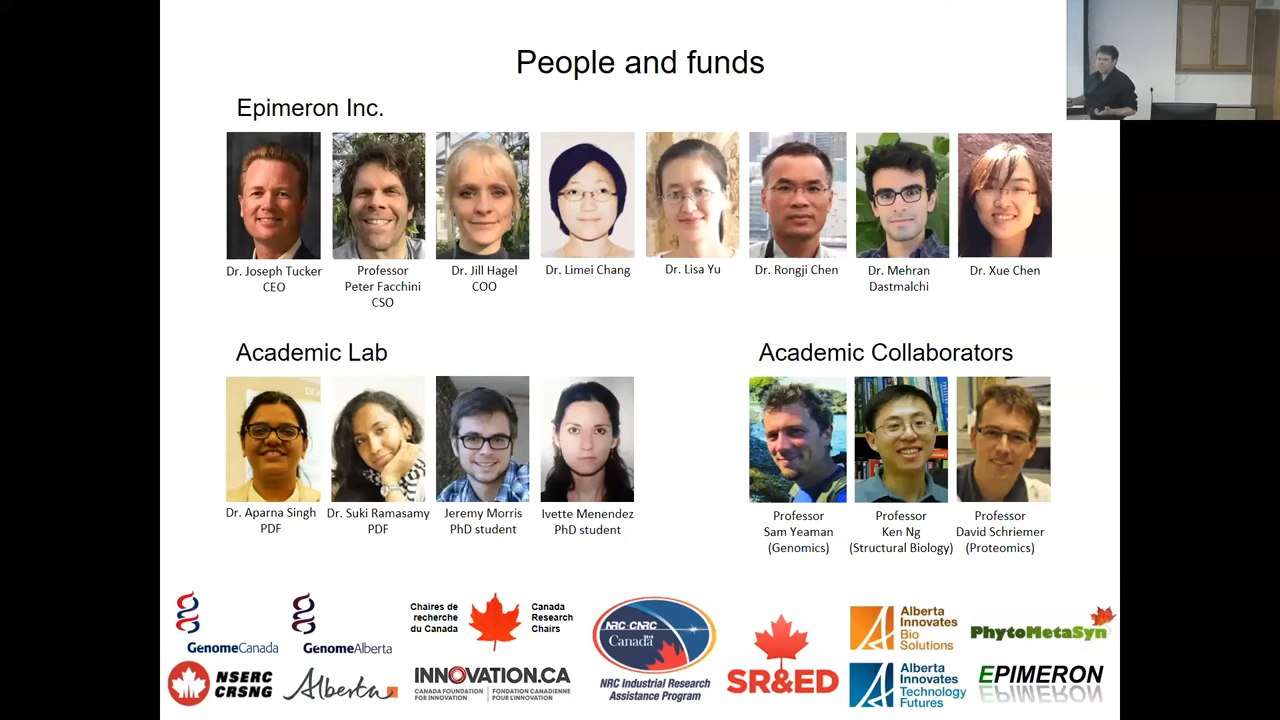 People and funds
Epimeron Inc.
Dr. Joseph Tucker
CEO
Professor
Peter Facchini
CSO
Dr. Jill Hagel
COO
Dr. Limei Chang
Dr. Lisa Yu
Dr. Rongji Chen
Dr. Mehran
Dastmalchi
Dr. Xue Chen
Academic Lab
Academic Collaborators
Dr. Aparna Singh
PDF
Dr. Suki Ramasamy
PDF
Jeremy Morris
PhD student
Ivette Menendez
PhD student
Professor
Sam Yeaman
(Genomics)
Professor
Ken Ng
(Structural Biology)
Professor
David Schriemer
(Proteomics)
GenomeCanada
GenomeAlberta
Chaires de
recherche
du Canada
Canada
Research
Chairs
NRC·CNRC
Canada
NRC Industrial Research
Assistance Program
SR&ED
Alberta
Innovates
Bio
Solutions
PhytoMetaSyn
NSERC
CRSNG
Alberta
INNOVATION.CA
CANADA FOUNDATION
FOR INNOVATION
FONDATION CANADIENNE
POUR L'INNOVATION
Alberta
Innovates
Technology
Futures
EPIMERON